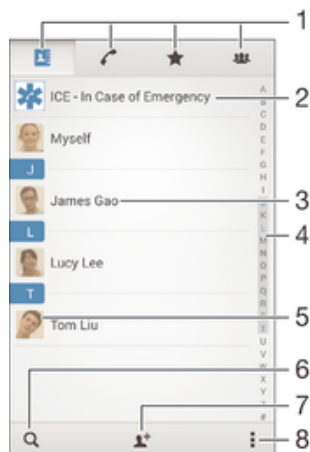 1
ICE - In Case of Emergency
2
Myself
J
James Gao
3
L
Lucy Lee
T
Tom Liu
A
B
C
D
E
F
G
H
I
K
L
M
N
O
P
Q
R
S
T
U
V
W
X
Y
Z
#
4
5
6
7
8